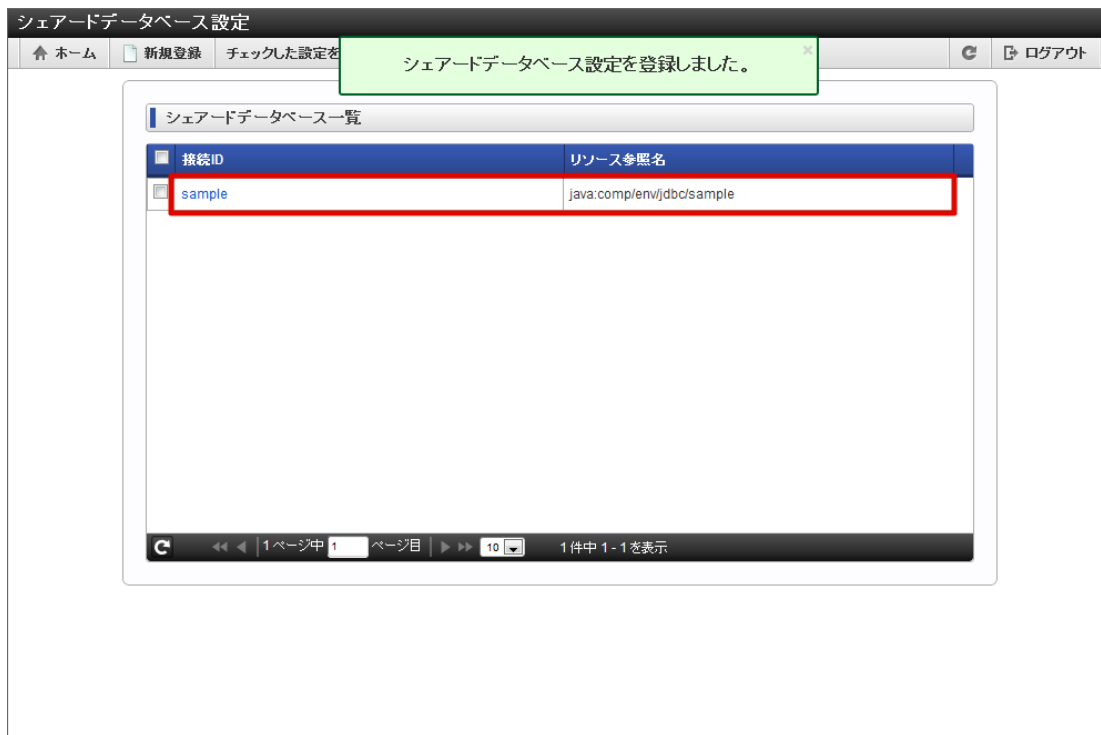 シェアードデータベース設定
ホーム 新規登録 チェックした設定を ログアウト
シェアードデータベース設定を登録しました。 ×
シェアードデータベース一覧
接続ID リソース参照名
sample java:comp/env/jdbc/sample
1 ページ中 1 ページ目 10 1 件中 1 - 1 を表示